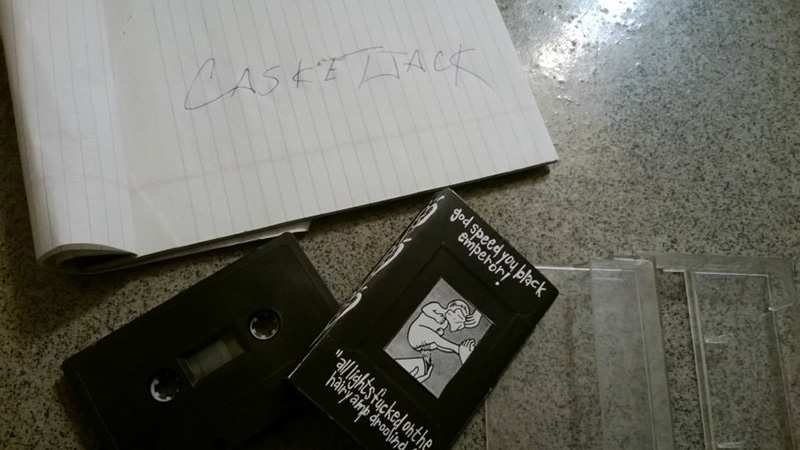 CASKETJACK
god speed you black
emperor!
"all lights fucked on the
hairy amp drooling